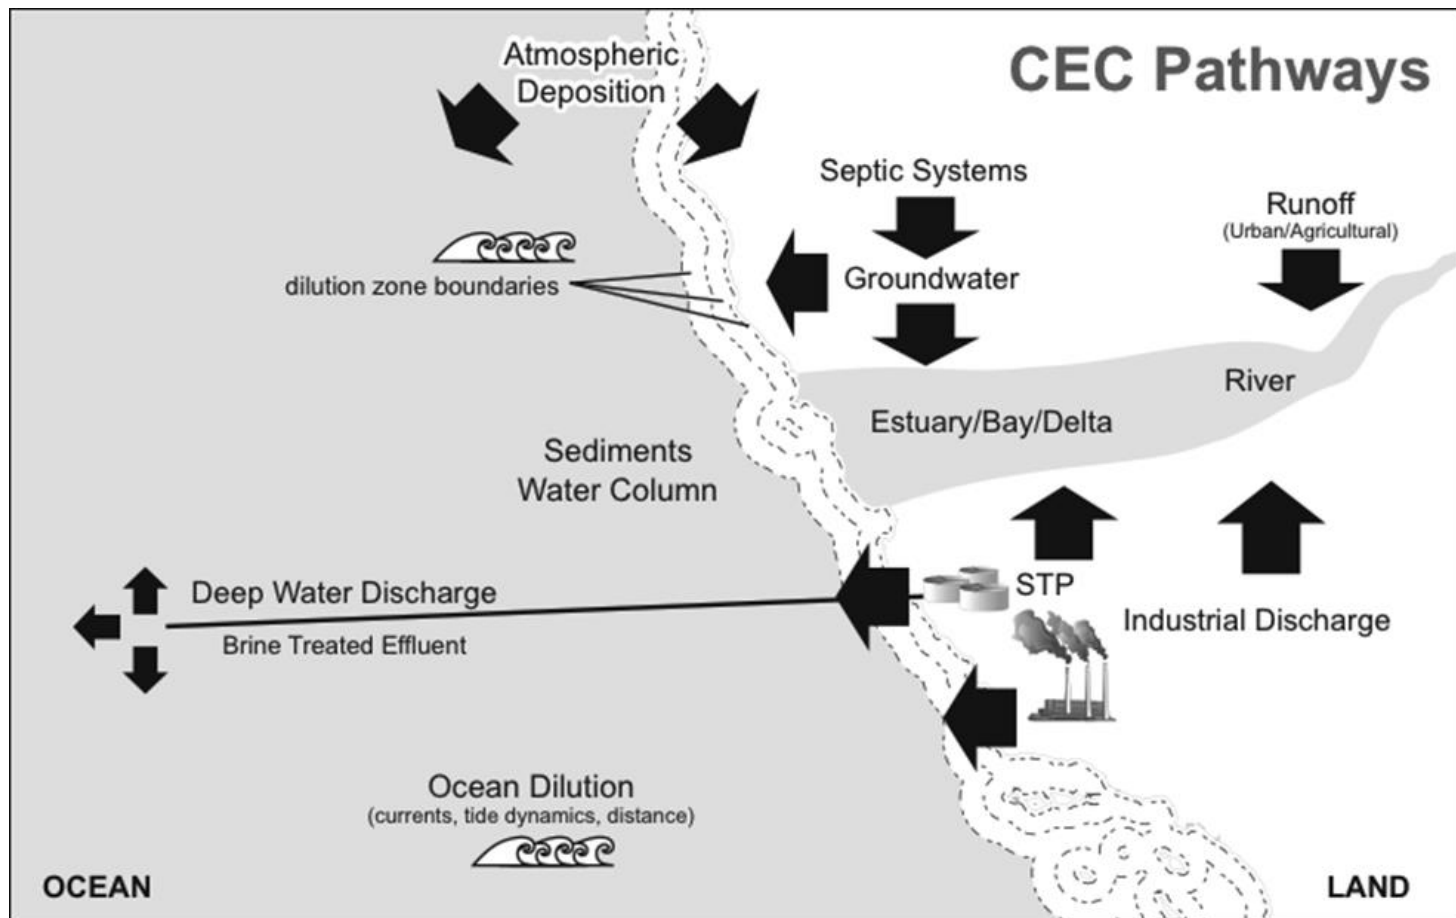 CEC Pathways
Atmospheric
Deposition
Septic Systems
Runoff
(Urban/Agricultural)
Groundwater
dilution zone boundaries
River
Estuary/Bay/Delta
Sediments
Water Column
STP
Deep Water Discharge
Industrial Discharge
Brine Treated Effluent
Ocean Dilution
(currents, tide dynamics, distance)
OCEAN
LAND